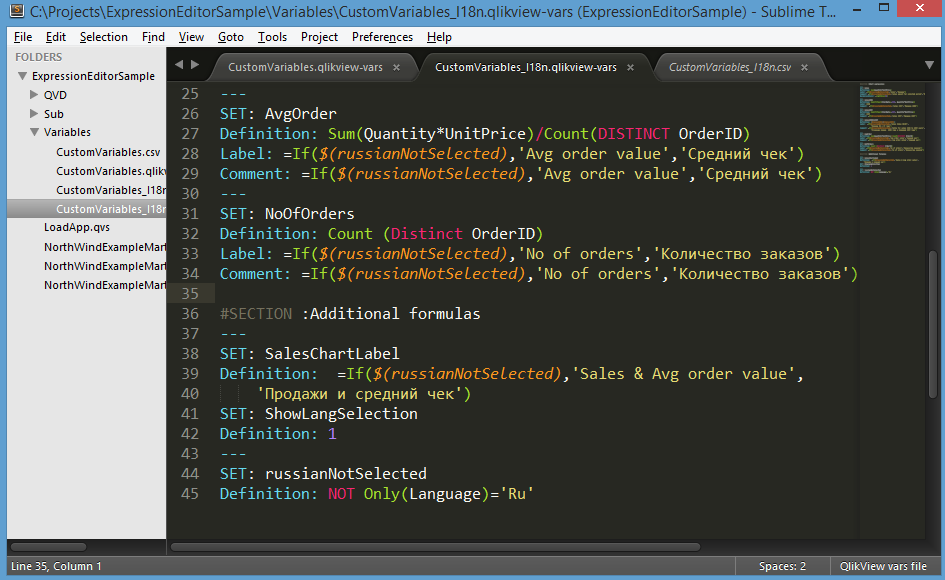 C:\Projects\ExpressionEditorSample\Variables\CustomVariables_I18n.qlikview-vars (ExpressionEditorSample) - Sublime T...
File Edit Selection Find View Goto Tools Project Preferences Help
FOLDERS
ExpressionEditorSample
QVD
Sub
Variables
CustomVariables.csv
CustomVariables.qlikv
CustomVariables_I18n
CustomVariables_I18n
LoadApp.qvs
NorthWindExampleMart
NorthWindExampleMart
NorthWindExampleMart
CustomVariables.qlikview-vars × CustomVariables_I18n.qlikview-vars × CustomVariables_I18n.csv ×
25 ---
26 SET: AvgOrder
27 Definition: Sum(Quantity*UnitPrice)/Count(DISTINCT OrderID)
28 Label: =If($(russianNotSelected),'Avg order value','Средний чек')
29 Comment: =If($(russianNotSelected),'Avg order value','Средний чек')
30 ---
31 SET: NoOfOrders
32 Definition: Count (Distinct OrderID)
33 Label: =If($(russianNotSelected),'No of orders','Количество заказов')
34 Comment: =If($(russianNotSelected),'No of orders','Количество заказов')
35
36 #SECTION :Additional formulas
37 ---
38 SET: SalesChartLabel
39 Definition:  =If($(russianNotSelected),'Sales & Avg order value',
40 'Продажи и средний чек')
41 SET: ShowLangSelection
42 Definition: 1
43 ---
44 SET: russianNotSelected
45 Definition: NOT Only(Language)='Ru'
Line 35, Column 1 Spaces: 2 QlikView vars file